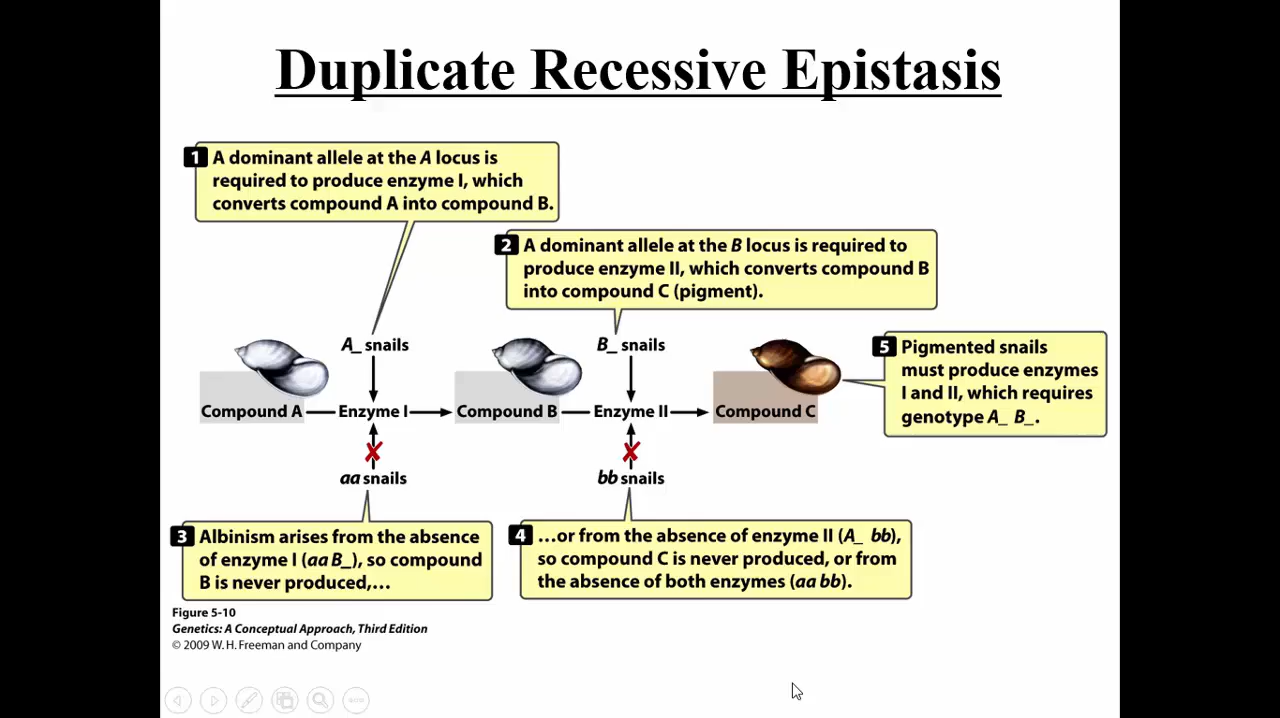 Duplicate Recessive Epistasis
1 A dominant allele at the A locus is
required to produce enzyme I, which
converts compound A into compound B.
2 A dominant allele at the B locus is required to
produce enzyme II, which converts compound B
into compound C (pigment).
A_ snails
B_ snails
5 Pigmented snails
must produce enzymes
I and II, which requires
genotype A_ B_.
Compound A
Enzyme I
Compound B
Enzyme II
Compound C
aa snails
bb snails
3 Albinism arises from the absence
of enzyme I (aa B_), so compound
B is never produced,…
4 …or from the absence of enzyme II (A_ bb),
so compound C is never produced, or from
the absence of both enzymes (aa bb).
Figure 5-10
Genetics: A Conceptual Approach, Third Edition
© 2009 W. H. Freeman and Company